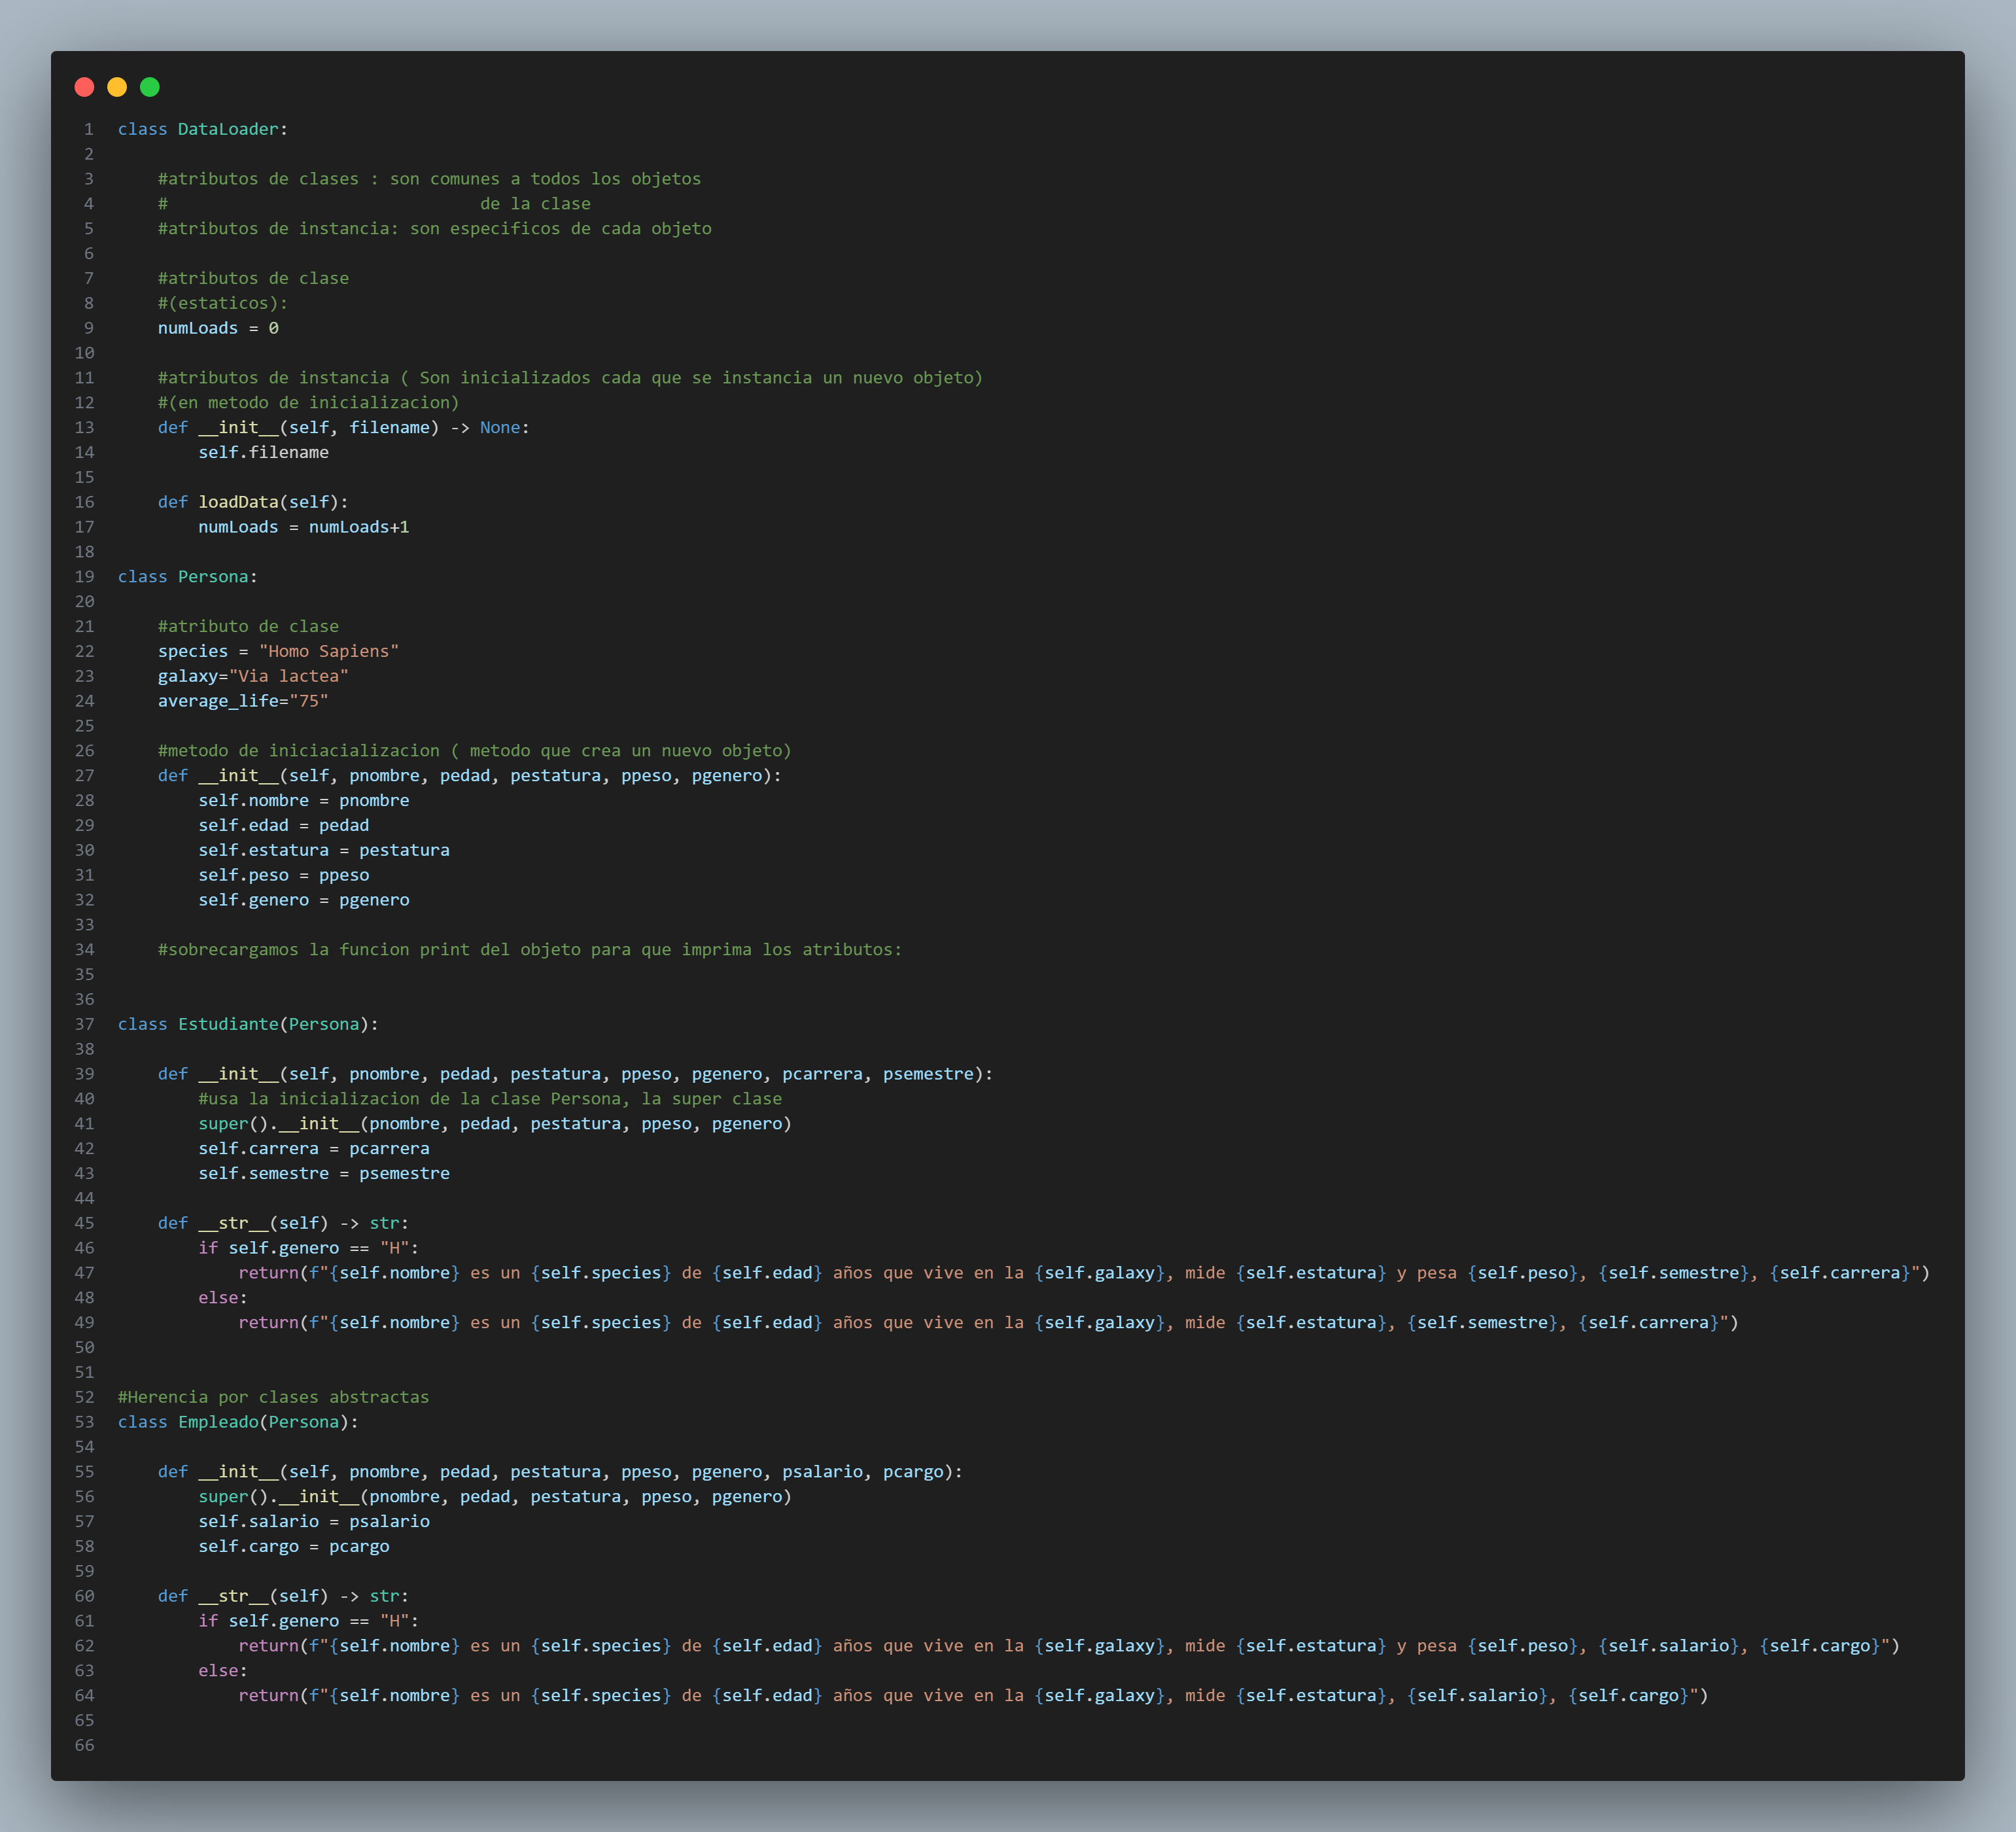 1 class DataLoader:
2
3     #atributos de clases : son comunes a todos los objetos
4     #                               de la clase
5     #atributos de instancia: son especificos de cada objeto
6
7     #atributos de clase
8     #(estaticos):
9     numLoads = 0
10
11     #atributos de instancia ( Son inicializados cada que se instancia un nuevo objeto)
12     #(en metodo de inicializacion)
13     def __init__(self, filename) -> None:
14         self.filename
15
16     def loadData(self):
17         numLoads = numLoads+1
18
19 class Persona:
20
21     #atributo de clase
22     species = "Homo Sapiens"
23     galaxy="Via lactea"
24     average_life="75"
25
26     #metodo de iniciacializacion ( metodo que crea un nuevo objeto)
27     def __init__(self, pnombre, pedad, pestatura, ppeso, pgenero):
28         self.nombre = pnombre
29         self.edad = pedad
30         self.estatura = pestatura
31         self.peso = ppeso
32         self.genero = pgenero
33
34     #sobrecargamos la funcion print del objeto para que imprima los atributos:
35
36
37 class Estudiante(Persona):
38
39     def __init__(self, pnombre, pedad, pestatura, ppeso, pgenero, pcarrera, psemestre):
40         #usa la inicializacion de la clase Persona, la super clase
41         super().__init__(pnombre, pedad, pestatura, ppeso, pgenero)
42         self.carrera = pcarrera
43         self.semestre = psemestre
44
45     def __str__(self) -> str:
46         if self.genero == "H":
47             return(f"{self.nombre} es un {self.species} de {self.edad} años que vive en la {self.galaxy}, mide {self.estatura} y pesa {self.peso}, {self.semestre}, {self.carrera}")
48         else:
49             return(f"{self.nombre} es un {self.species} de {self.edad} años que vive en la {self.galaxy}, mide {self.estatura}, {self.semestre}, {self.carrera}")
50
51
52 #Herencia por clases abstractas
53 class Empleado(Persona):
54
55     def __init__(self, pnombre, pedad, pestatura, ppeso, pgenero, psalario, pcargo):
56         super().__init__(pnombre, pedad, pestatura, ppeso, pgenero)
57         self.salario = psalario
58         self.cargo = pcargo
59
60     def __str__(self) -> str:
61         if self.genero == "H":
62             return(f"{self.nombre} es un {self.species} de {self.edad} años que vive en la {self.galaxy}, mide {self.estatura} y pesa {self.peso}, {self.salario}, {self.cargo}")
63         else:
64             return(f"{self.nombre} es un {self.species} de {self.edad} años que vive en la {self.galaxy}, mide {self.estatura}, {self.salario}, {self.cargo}")
65
66